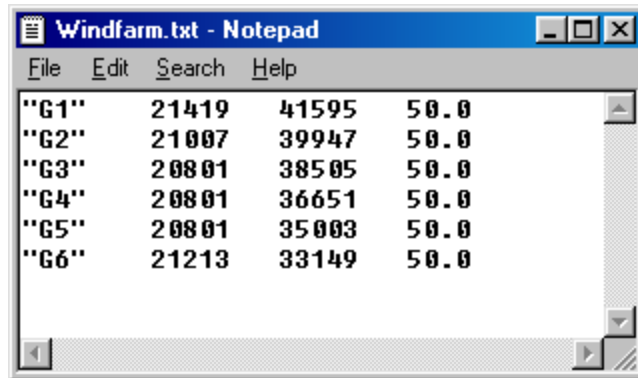 Windfarm.txt - Notepad
File Edit Search Help
"G1" 21419 41595 50.0
"G2" 21007 39947 50.0
"G3" 20801 38505 50.0
"G4" 20801 36651 50.0
"G5" 20801 35003 50.0
"G6" 21213 33149 50.0